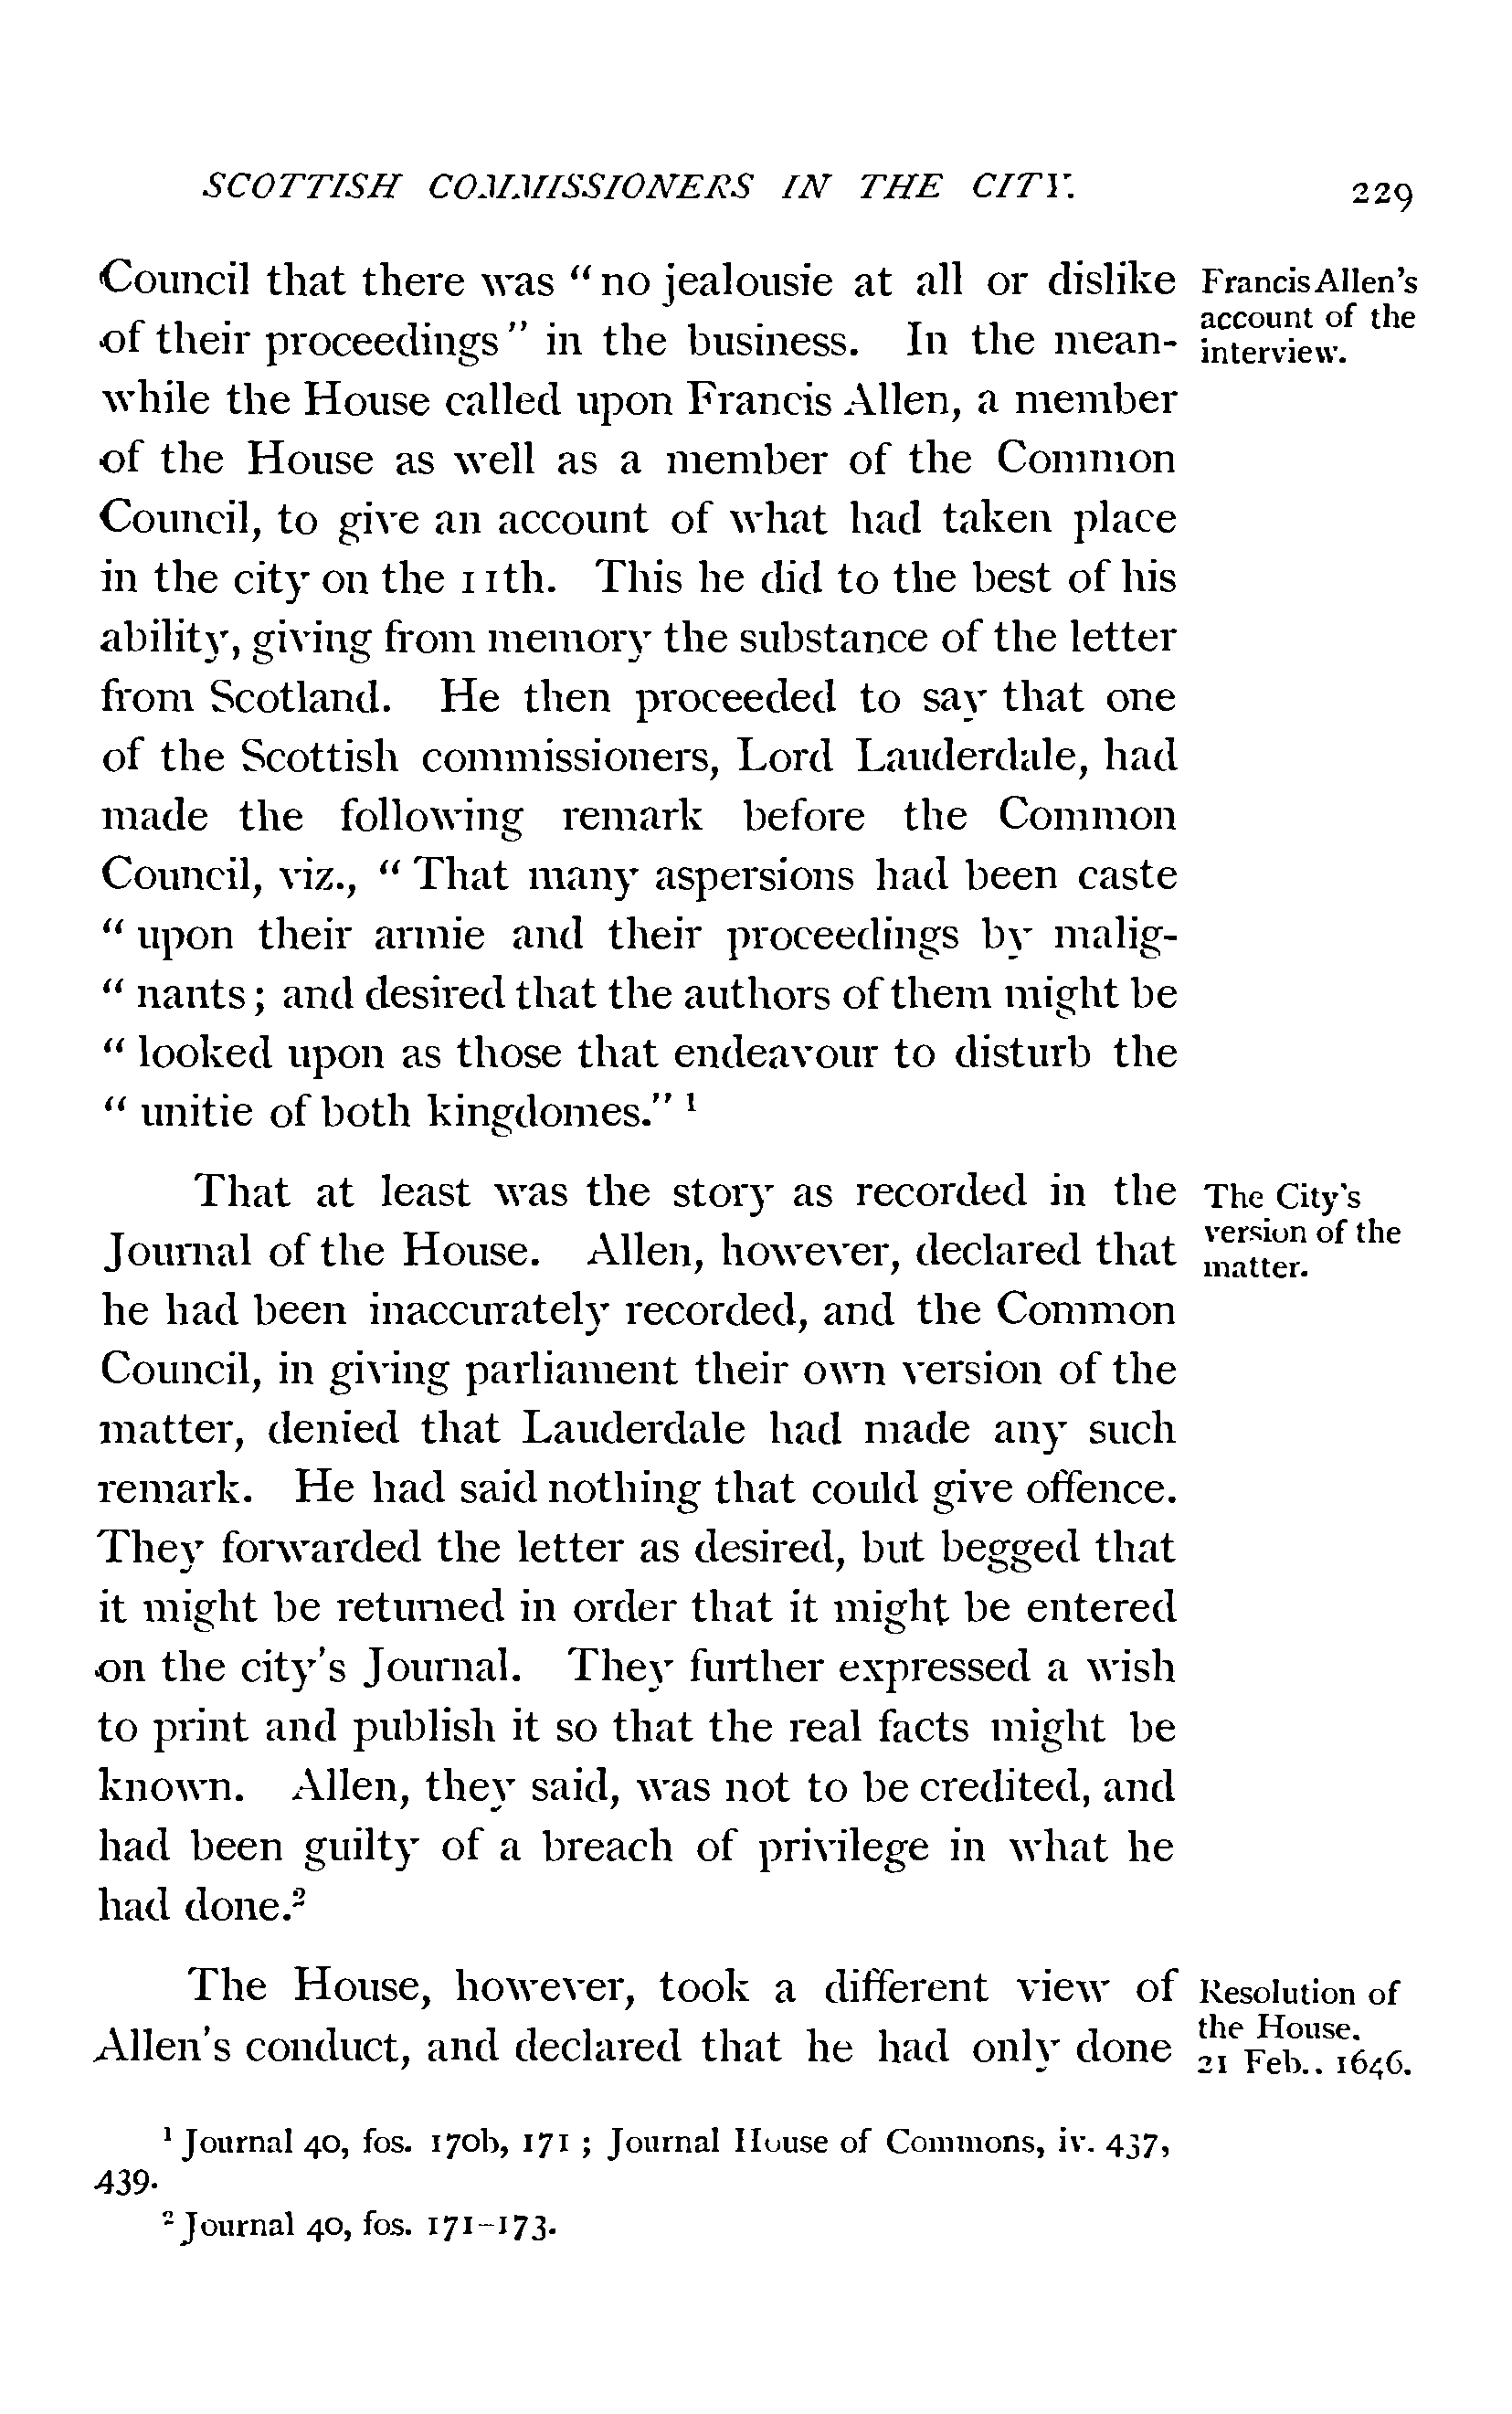 SCOTTISH COMMISSIONERS IN THE CITY. 229
Council that there was “ no jealousie at all or dislike
of their proceedings ” in the business. In the mean-
while the House called upon Francis Allen, a member
of the House as well as a member of the Common
Council, to give an account of what had taken place
in the city on the 11th. This he did to the best of his
ability, giving from memory the substance of the letter
from Scotland. He then proceeded to say that one
of the Scottish commissioners, Lord Lauderdale, had
made the following remark before the Common
Council, viz., “ That many aspersions had been caste
“ upon their armie and their proceedings by malig-
“ nants ; and desired that the authors of them might be
“ looked upon as those that endeavour to disturb the
“ unitie of both kingdomes.” ¹
Francis Allen's
account of the
interview.
That at least was the story as recorded in the
Journal of the House. Allen, however, declared that
he had been inaccurately recorded, and the Common
Council, in giving parliament their own version of the
matter, denied that Lauderdale had made any such
remark. He had said nothing that could give offence.
They forwarded the letter as desired, but begged that
it might be returned in order that it might be entered
on the city's Journal. They further expressed a wish
to print and publish it so that the real facts might be
known. Allen, they said, was not to be credited, and
had been guilty of a breach of privilege in what he
had done.²
The City's
version of the
matter.
The House, however, took a different view of
Allen's conduct, and declared that he had only done
Resolution of
the House.
21 Feb., 1646.
¹ Journal 40, fos. 170b, 171 ; Journal House of Commons, iv. 437,
439.
² Journal 40, fos. 171-173.